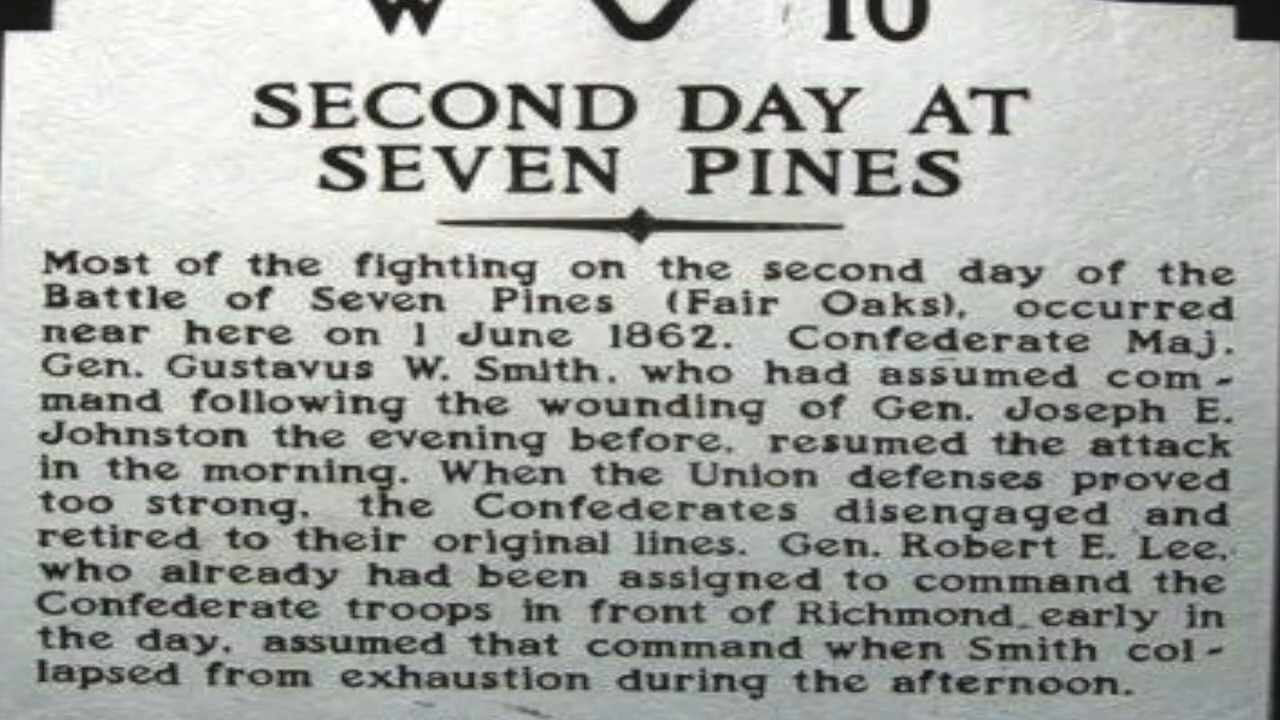 W 10
SECOND DAY AT
SEVEN PINES
Most of the fighting on the second day of the
Battle of Seven Pines (Fair Oaks), occurred
near here on 1 June 1862. Confederate Maj.
Gen. Gustavus W. Smith, who had assumed com-
mand following the wounding of Gen. Joseph E.
Johnston the evening before, resumed the attack
in the morning. When the Union defenses proved
too strong, the Confederates disengaged and
retired to their original lines. Gen. Robert E. Lee,
who already had been assigned to command the
Confederate troops in front of Richmond early in
the day, assumed that command when Smith col-
lapsed from exhaustion during the afternoon.